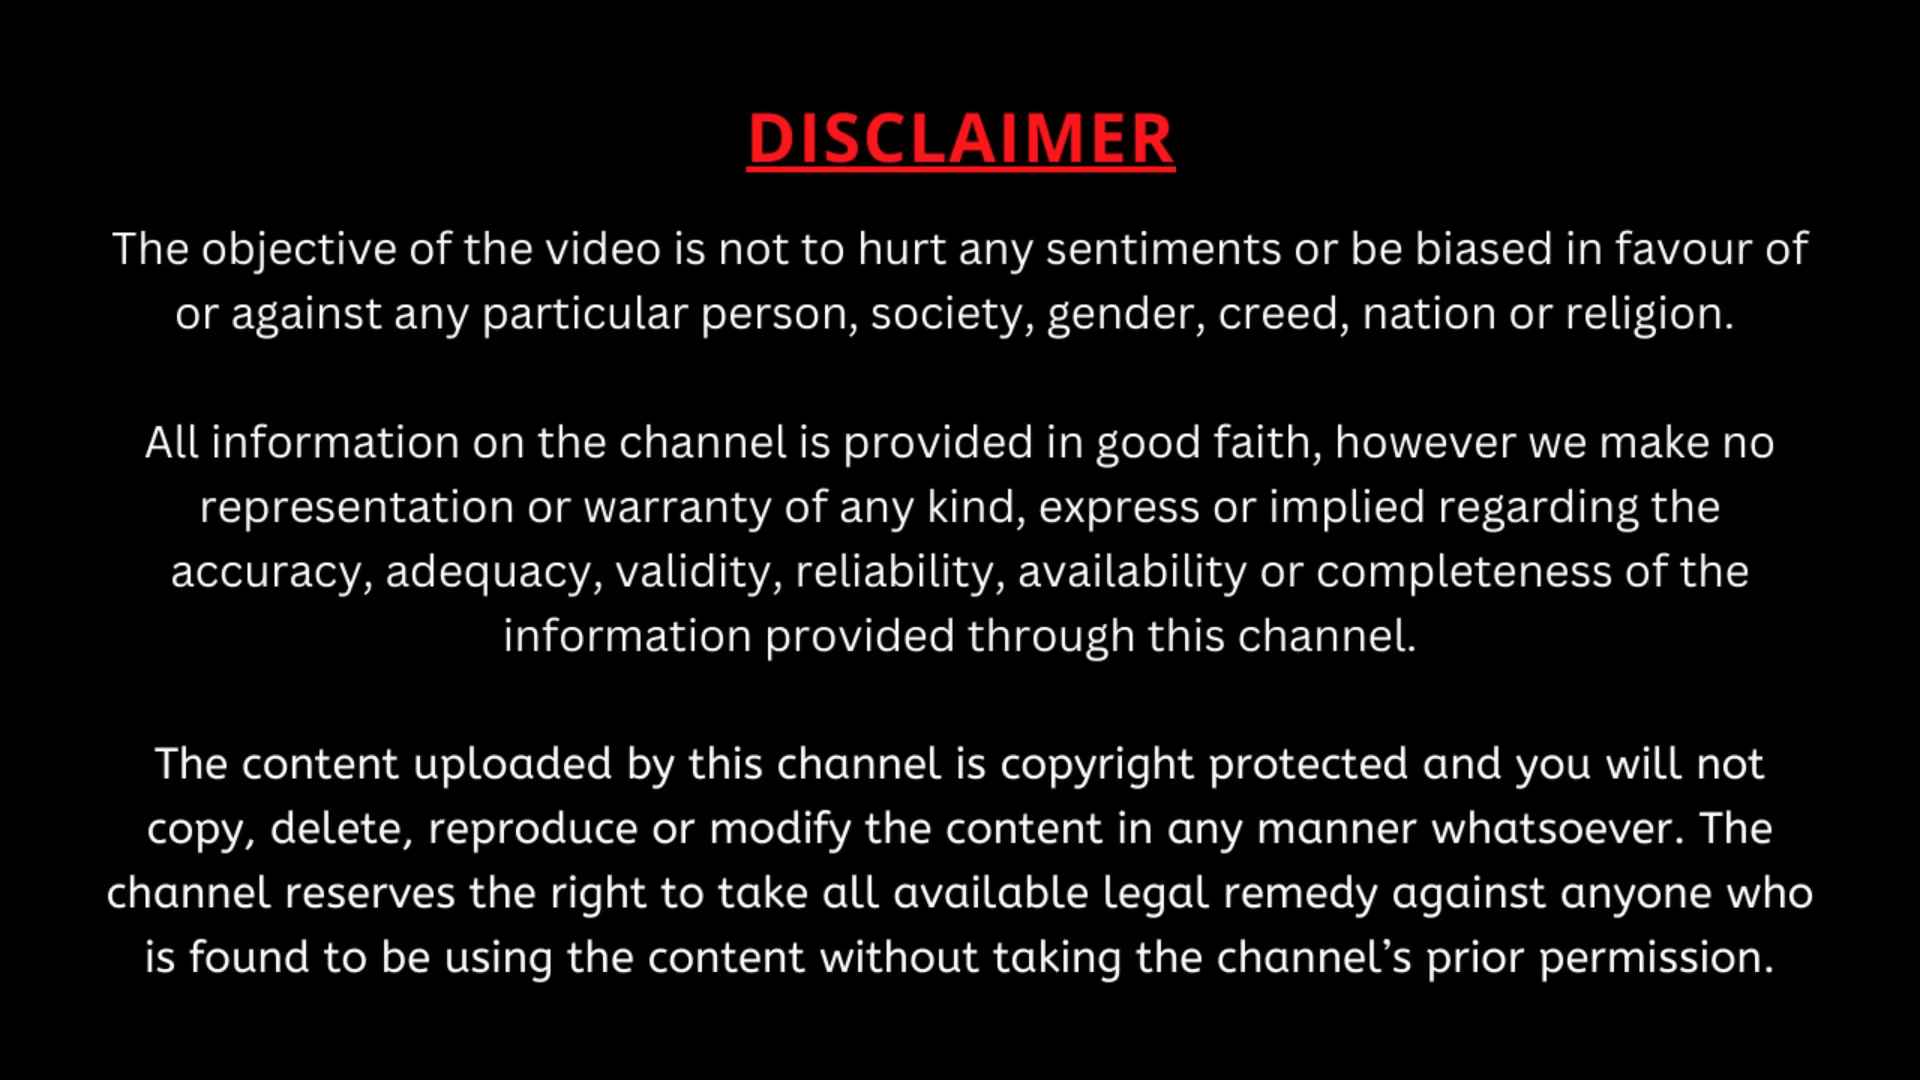 DISCLAIMER
The objective of the video is not to hurt any sentiments or be biased in favour of
or against any particular person, society, gender, creed, nation or religion.
All information on the channel is provided in good faith, however we make no
representation or warranty of any kind, express or implied regarding the
accuracy, adequacy, validity, reliability, availability or completeness of the
information provided through this channel.
The content uploaded by this channel is copyright protected and you will not
copy, delete, reproduce or modify the content in any manner whatsoever. The
channel reserves the right to take all available legal remedy against anyone who
is found to be using the content without taking the channel’s prior permission.